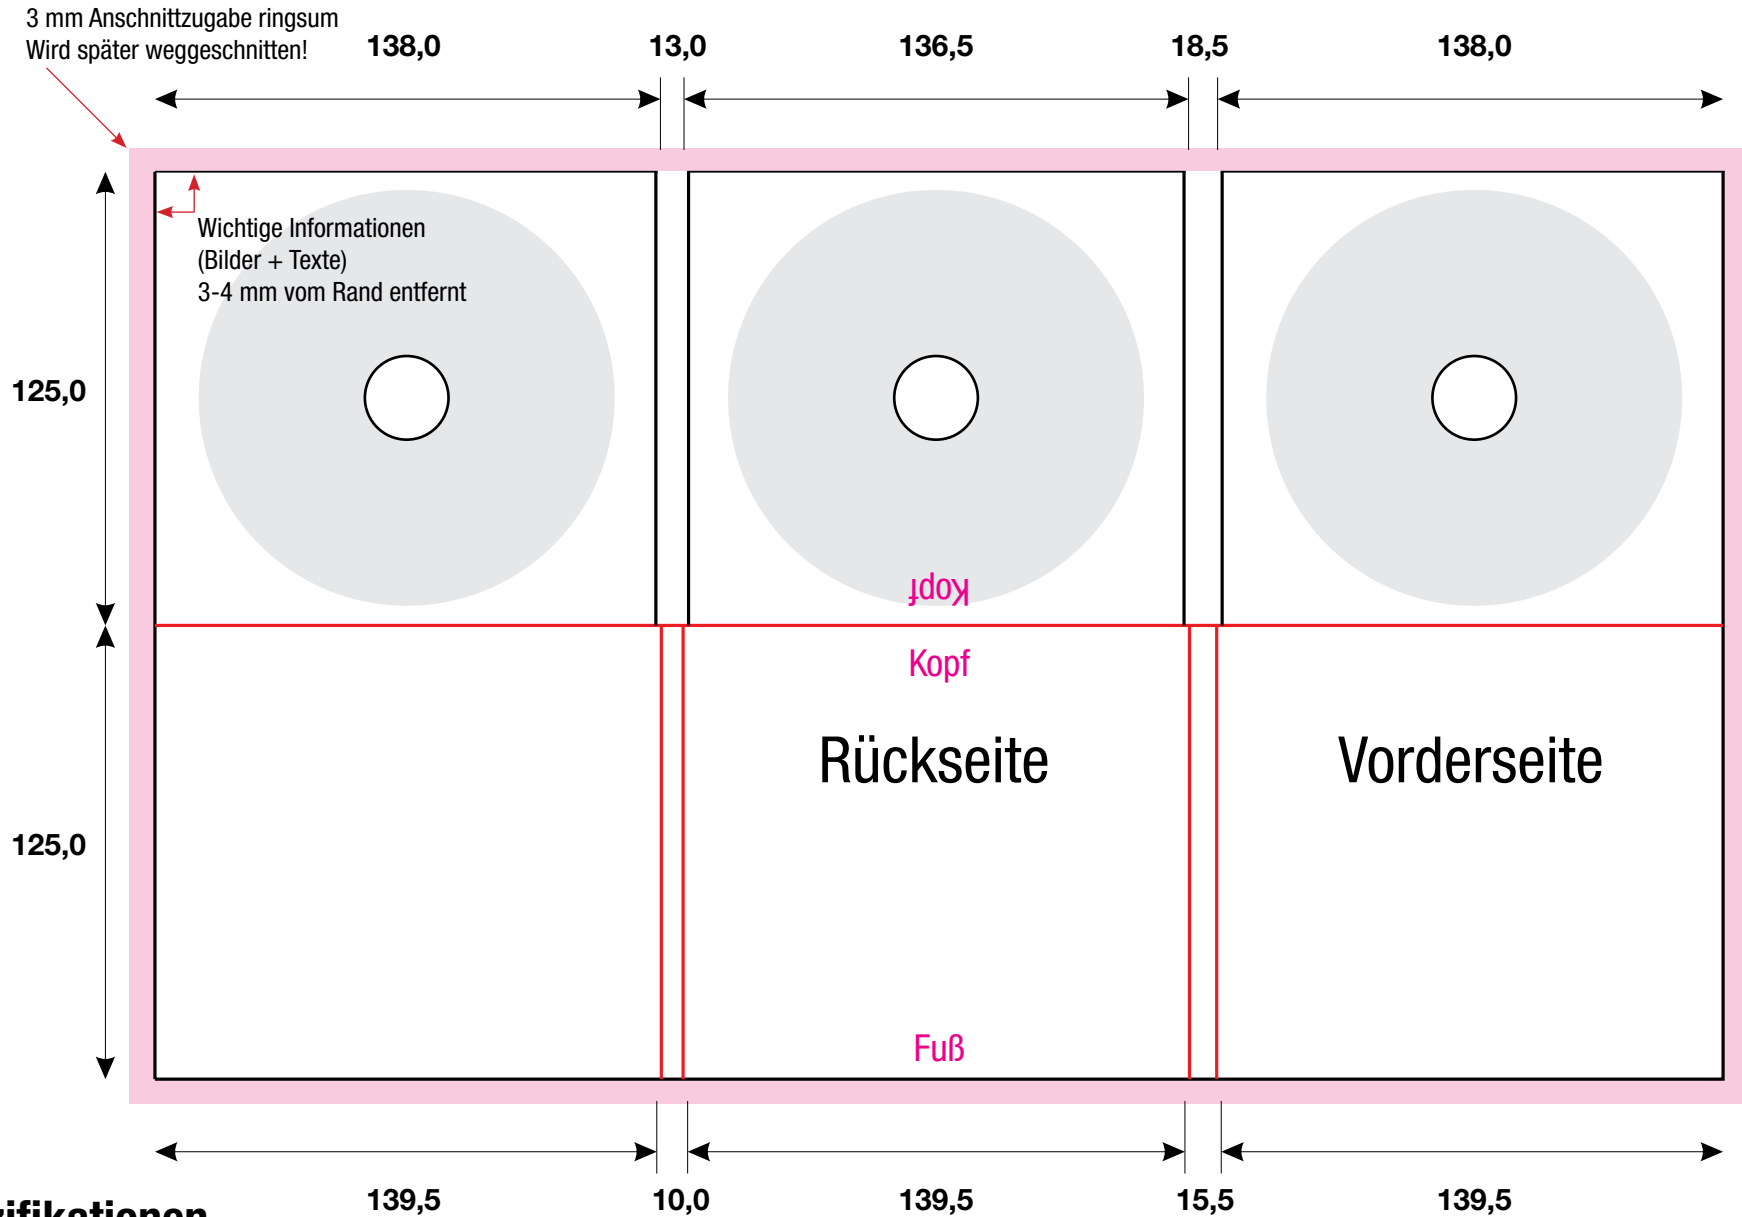 3 mm Anschnittzugabe ringsum
Wird später weggeschnitten!
138,0 13,0 136,5 18,5 138,0
Wichtige Informationen
(Bilder + Texte)
3-4 mm vom Rand entfernt
125,0
Kopf
Kopf
Rückseite Vorderseite
125,0
Fuß
139,5 10,0 139,5 15,5 139,5